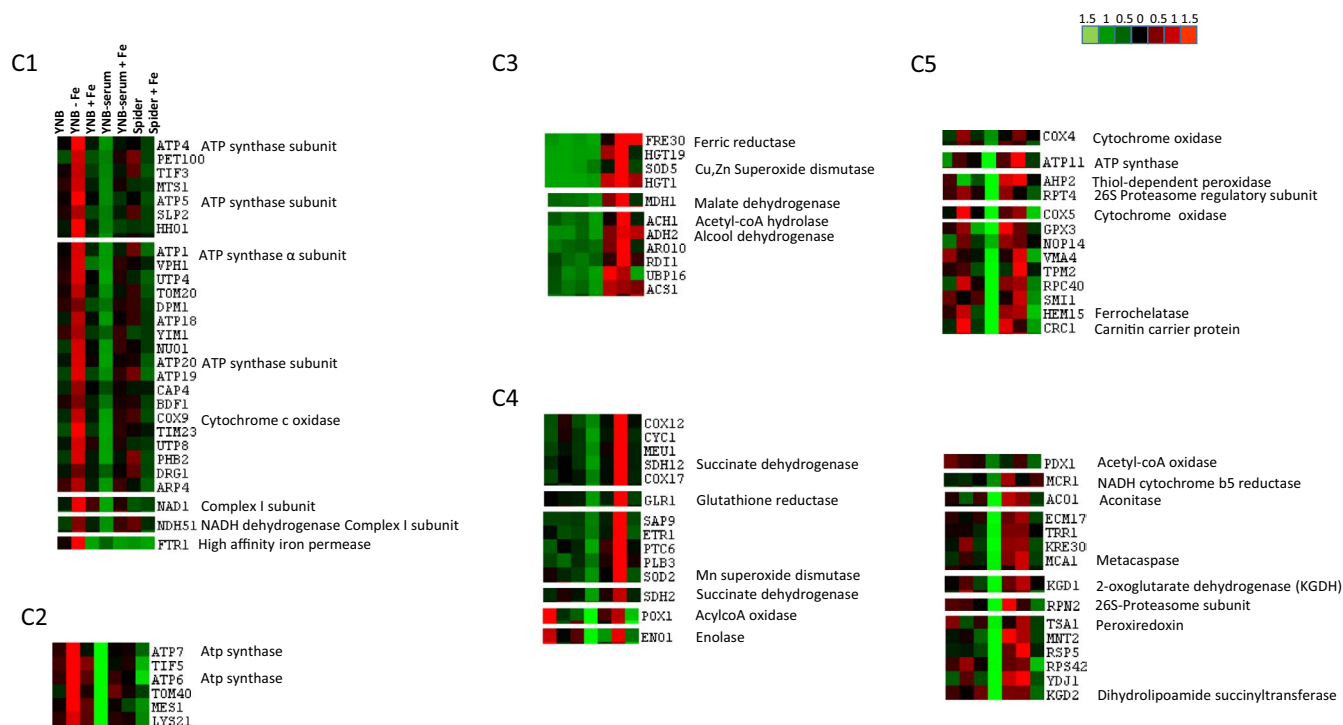 1.5 1 0.5 0 0.5 1 1.5
C1
YNB
YNB - Fe
YNB + Fe
YNB-serum
YNB-serum + Fe
Spider
Spider + Fe
ATP4 ATP synthase subunit
PET100
TIF3
MTS1
ATP5 ATP synthase subunit
SLP2
HHO1
ATP1 ATP synthase α subunit
VPH1
UTP4
TOM20
DPM1
ATP18
YIM1
NUO1
ATP20 ATP synthase subunit
ATP19
CAP4
BDF1
COX9 Cytochrome c oxidase
TIM23
UTP8
PHB2
DRG1
ARP4
NAD1 Complex I subunit
NDH51 NADH dehydrogenase Complex I subunit
FTR1 High affinity iron permease
C2
ATP7 Atp synthase
TIF5
ATP6 Atp synthase
TOM40
MES1
LYS21
C3
FRE30 Ferric reductase
HGT19
SOD5 Cu,Zn Superoxide dismutase
HGT1
MDH1 Malate dehydrogenase
ACH1 Acetyl-coA hydrolase
ADH2 Alcool dehydrogenase
ARO10
RDI1
UBP16
ACS1
C4
COX12
CYC1
MEU1
SDH12 Succinate dehydrogenase
COX17
GLR1 Glutathione reductase
SAP9
ETR1
PTC6
PLB3
SOD2 Mn superoxide dismutase
SDH2 Succinate dehydrogenase
POX1 AcylcoA oxidase
ENO1 Enolase
C5
COX4 Cytochrome oxidase
ATP11 ATP synthase
AHP2 Thiol-dependent peroxidase
RPT4 26S Proteasome regulatory subunit
COX5 Cytochrome oxidase
GPX3
NOP14
VMA4
TPM2
RPC40
SMI1
HEM15 Ferrochelatase
CRC1 Carnitin carrier protein
PDX1 Acetyl-coA oxidase
MCR1 NADH cytochrome b5 reductase
ACO1 Aconitase
ECM17
TRR1
KRE30
MCA1 Metacaspase
KGD1 2-oxoglutarate dehydrogenase (KGDH)
RPN2 26S-Proteasome subunit
TSA1 Peroxiredoxin
MNT2
RSP5
RPS42
YDJ1
KGD2 Dihydrolipoamide succinyltransferase